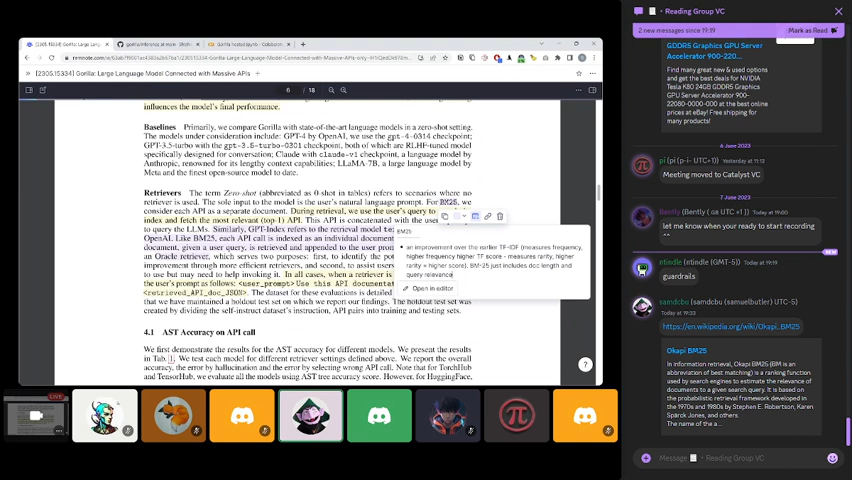 [2305.15334] Gorilla: Large Lang
gorilla/inference at main
Gorilla hosted.ipynb - Colabora
[2305.15334] Gorilla: Large Language Model Connected with Massive APIs
6 / 18
influences the model's final performance.
Baselines Primarily, we compare Gorilla with state-of-the-art language models in a zero-shot setting.
The models under consideration include: GPT-4 by OpenAI, we use the gpt-4-0314 checkpoint;
GPT-3.5-turbo with the gpt-3.5-turbo-0301 checkpoint, both of which are RLHF-tuned model
specifically designed for conversation; Claude with claude-v1 checkpoint, a language model by
Anthropic, renowned for its lengthy context capabilities; LLaMA-7B, a large language model by
Meta and the finest open-source model to date.
Retrievers The term Zero-shot (abbreviated as 0-shot in tables) refers to scenarios where no
retriever is used. The sole input to the model is the user's natural language prompt. For BM25, we
consider each API as a separate document. During retrieval, we use the user's query to
index and fetch the most relevant (top-1) API. This API is concatenated with the user
to query the LLMs. Similarly, GPT-Index refers to the retrieval model
OpenAI. Like BM25, each API call is indexed as an individual document
document, given a user query, is retrieved and appended to the user
an Oracle retriever, which serves two purposes: first, to identify the
improvement through more efficient retrievers, and second, to assist users
to use but may need to help invoking it. In all cases, when a retriever is
the user's prompt as follows: <user_prompt> Use this API documentat
<retrieved_API_doc_JSON>. The dataset for these evaluations is detailed
that we have maintained a holdout test set on which we report our findings. The holdout test set was
created by dividing the self-instruct dataset's instruction, API pairs into training and testing sets.
4.1 AST Accuracy on API call
We first demonstrate the results for the AST accuracy for different models. We present the results
in Tab. 1. We test each model for different retriever settings defined above. We report the overall
accuracy, the error by hallucination and the error by selecting wrong API call. Note that for TorchHub
and TensorHub, we evaluate all the models using AST tree accuracy score. However, for HuggingFace,
BM25
• an improvement over the earlier TF-IDF (measures frequency,
higher frequency higher TF score - measures rarity, higher
rarity = higher score). BM-25 just includes doc length and
query relevance
Open in editor
?
LIVE
Reading Group VC
2 new messages since 19:19
Mark as Read
GDDR5 Graphics GPU Server
Accelerator 900-220...
Find many great new & used options
and get the best deals for NVIDIA
Tesla K80 24GB GDDR5 Graphics
GPU Server Accelerator 900-
22080-0000-000 at the best online
prices at eBay! Free shipping for
many products!
6 June 2023
pi (p-i- UTC+1) Yesterday at 19:13
Meeting moved to Catalyst VC
7 June 2023
Bently (Bently ( GB UTC +1 ) Today at 19:00
let me know when your ready to start recording
^^
NEW
ntindle (ntindle (GMT-5))
guardrails
samdcbu (samdcbu (samuelbutler) UTC-5)
Today at 19:33
https://en.wikipedia.org/wiki/Okapi_BM25
Okapi BM25
In information retrieval, Okapi BM25 (BM is an
abbreviation of best matching) is a ranking function
used by search engines to estimate the relevance of
documents to a given search query. It is based on
the probabilistic retrieval framework developed in
the 1970s and 1980s by Stephen E. Robertson, Karen
Spärck Jones, and others.
The name of the a...
Message Reading Group VC